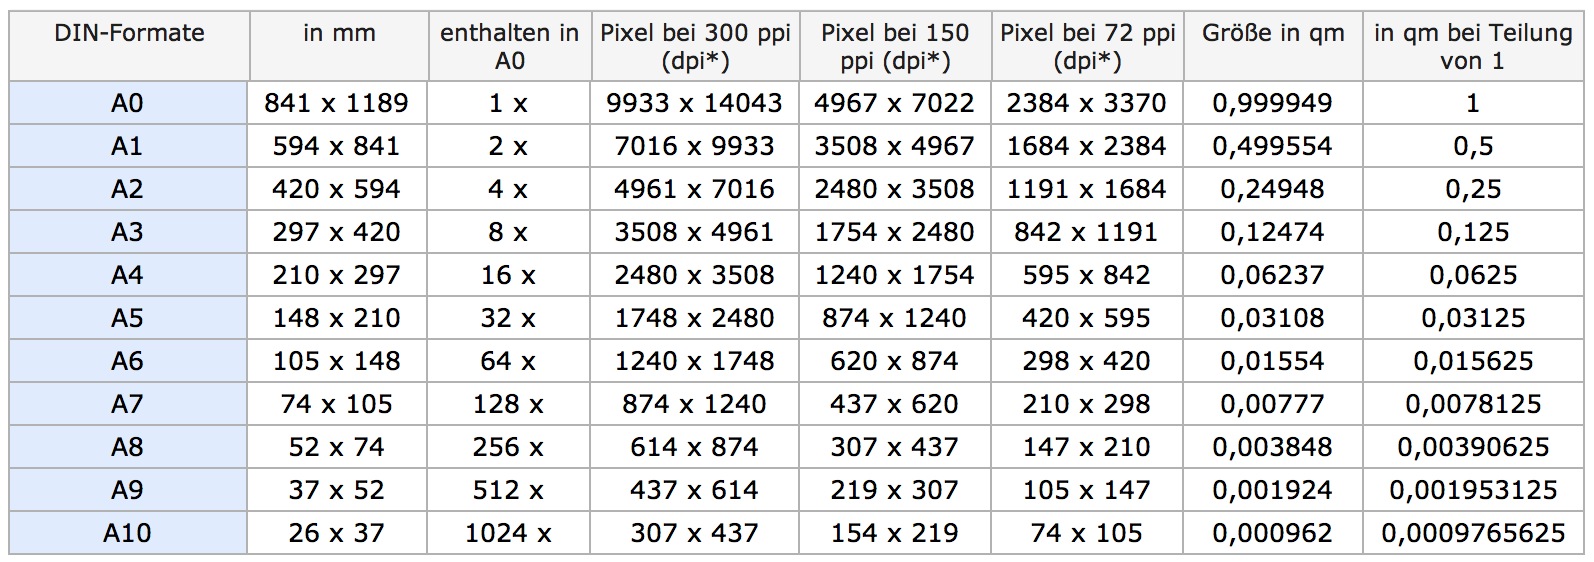 DIN-Formate in mm enthalten in A0 Pixel bei 300 ppi (dpi*) Pixel bei 150 ppi (dpi*) Pixel bei 72 ppi (dpi*) Größe in qm in qm bei Teilung von 1
A0 841 x 1189 1 x 9933 x 14043 4967 x 7022 2384 x 3370 0,999949 1
A1 594 x 841 2 x 7016 x 9933 3508 x 4967 1684 x 2384 0,499554 0,5
A2 420 x 594 4 x 4961 x 7016 2480 x 3508 1191 x 1684 0,24948 0,25
A3 297 x 420 8 x 3508 x 4961 1754 x 2480 842 x 1191 0,12474 0,125
A4 210 x 297 16 x 2480 x 3508 1240 x 1754 595 x 842 0,06237 0,0625
A5 148 x 210 32 x 1748 x 2480 874 x 1240 420 x 595 0,03108 0,03125
A6 105 x 148 64 x 1240 x 1748 620 x 874 298 x 420 0,01554 0,015625
A7 74 x 105 128 x 874 x 1240 437 x 620 210 x 298 0,00777 0,0078125
A8 52 x 74 256 x 614 x 874 307 x 437 147 x 210 0,003848 0,00390625
A9 37 x 52 512 x 437 x 614 219 x 307 105 x 147 0,001924 0,001953125
A10 26 x 37 1024 x 307 x 437 154 x 219 74 x 105 0,000962 0,0009765625